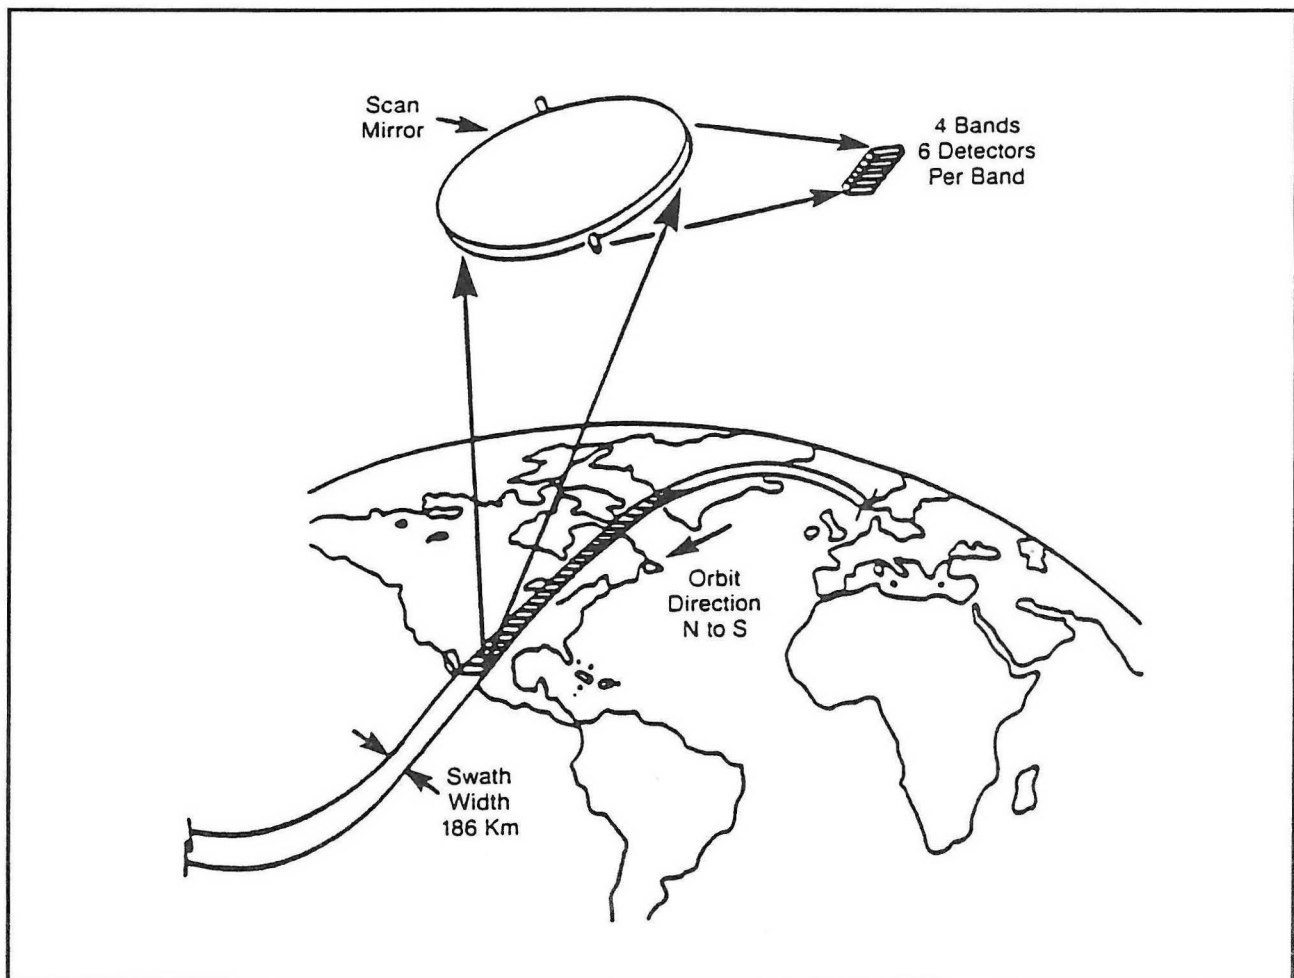 Scan
Mirror
4 Bands
6 Detectors
Per Band
Orbit
Direction
N to S
Swath
Width
186 Km